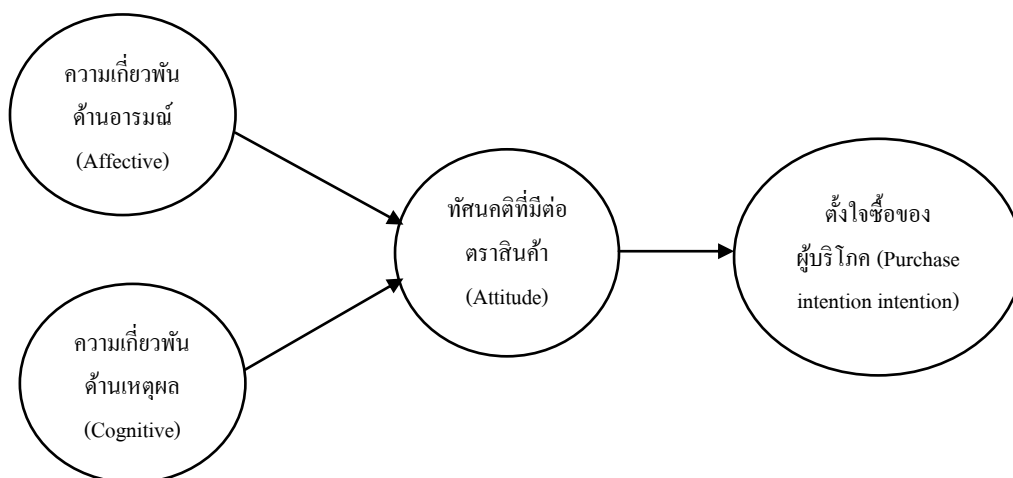 ความเกี่ยวพัน
ด้านอารมณ์
(Affective)
ทัศนคติที่มีต่อ
ตราสินค้า
(Attitude)
ตั้งใจซื้อของ
ผู้บริโภค (Purchase
intention intention)
ความเกี่ยวพัน
ด้านเหตุผล
(Cognitive)